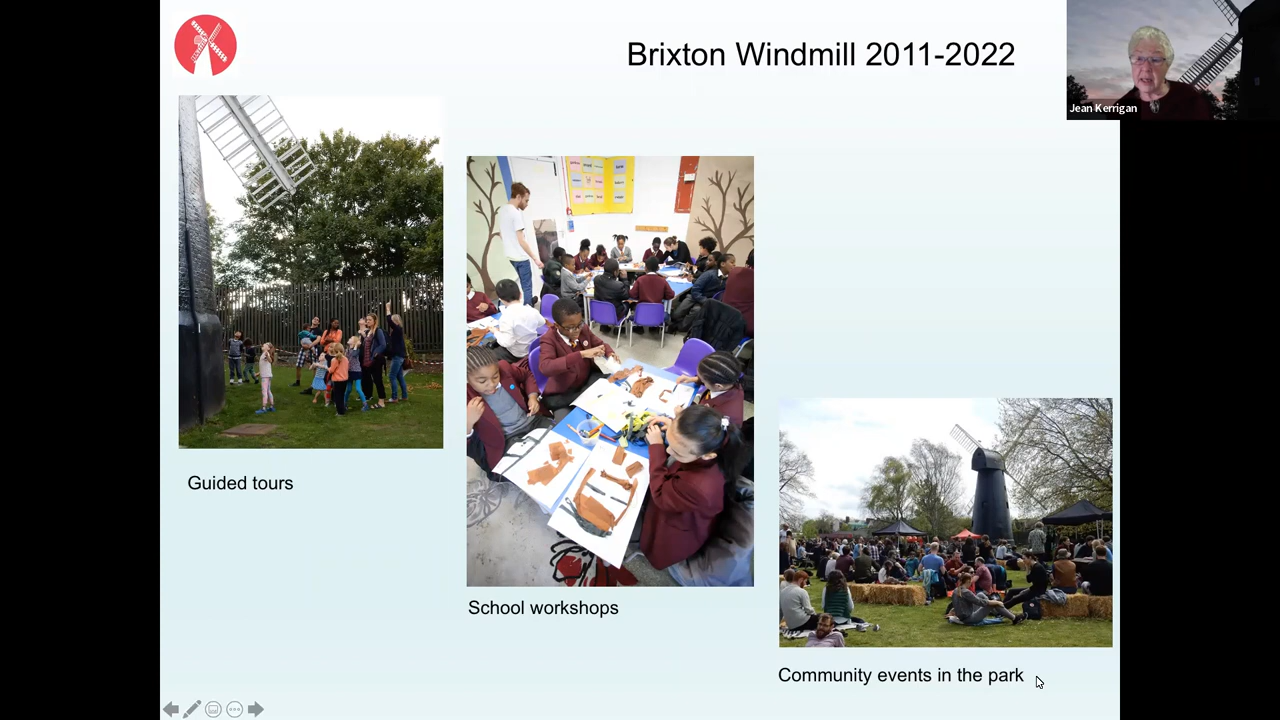 Brixton Windmill 2011-2022
Jean Kerrigan
Guided tours
School workshops
Community events in the park